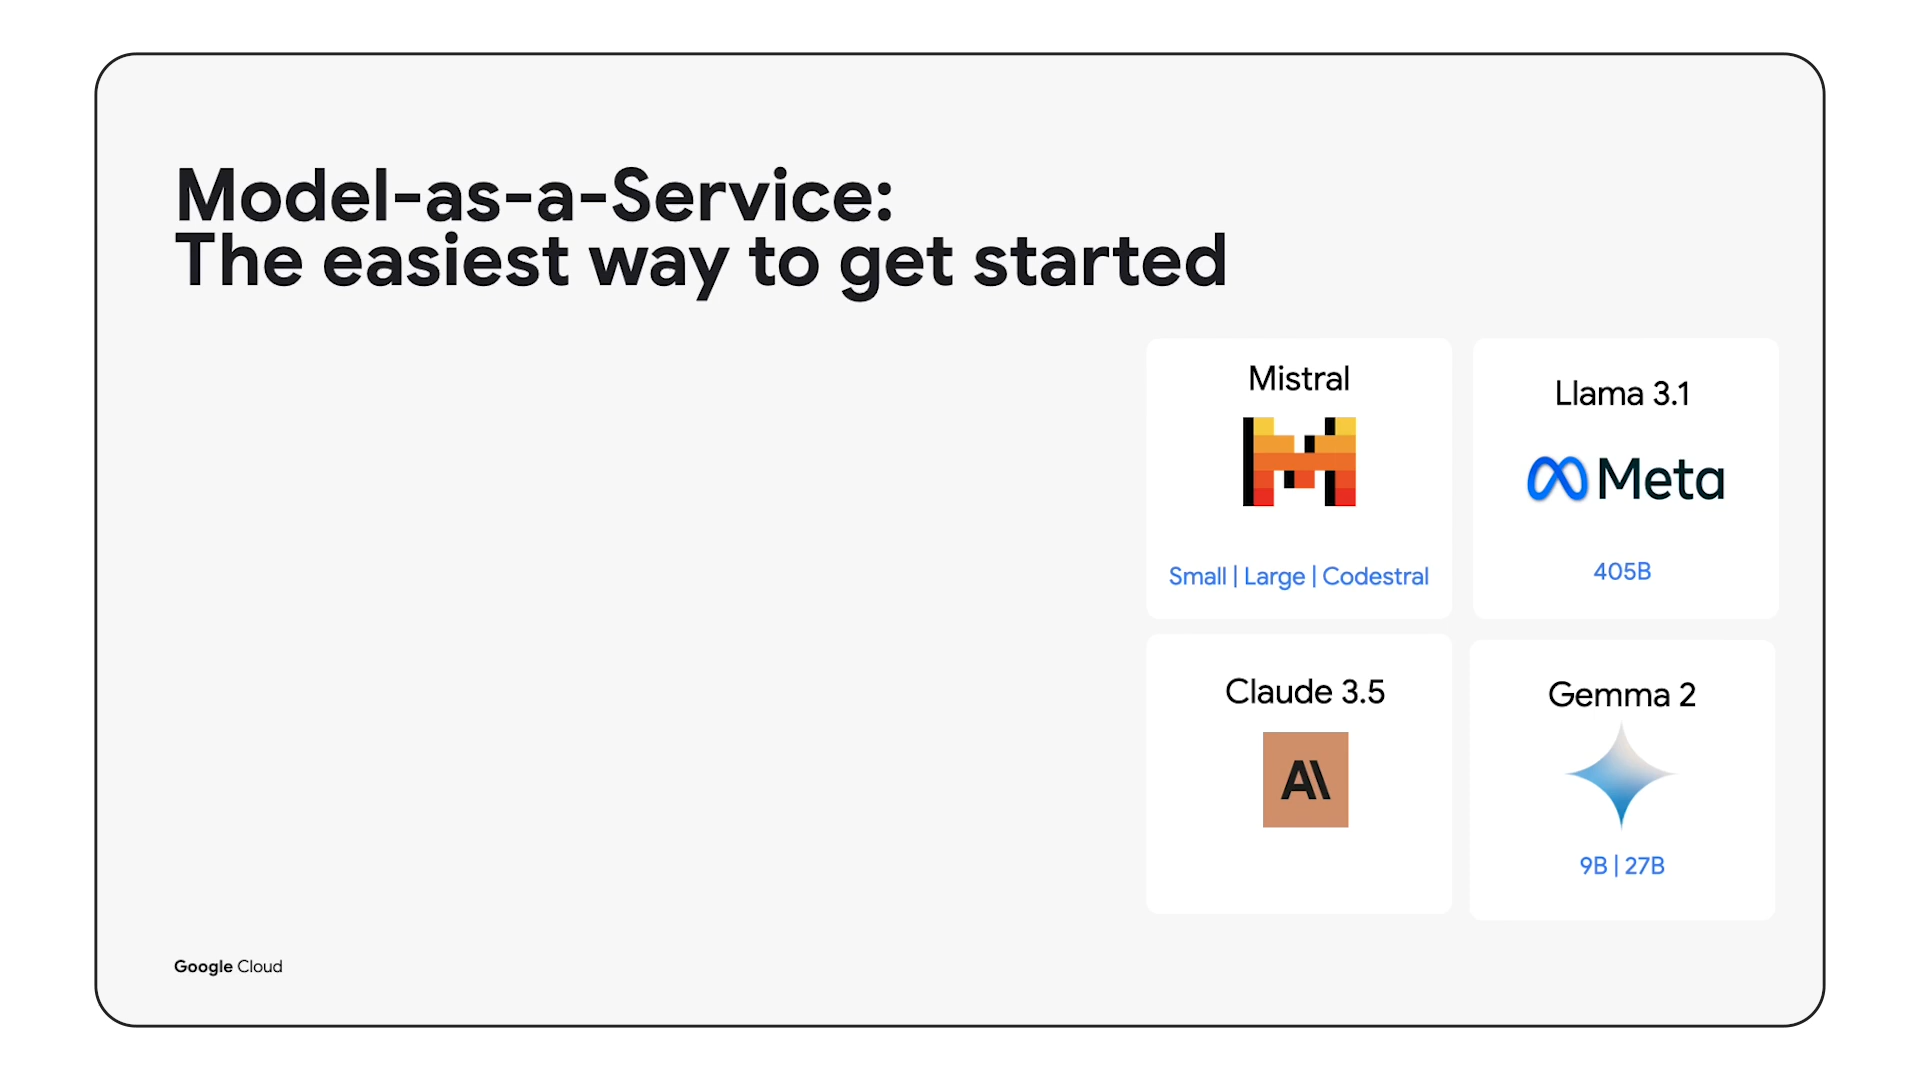 Model-as-a-Service:
The easiest way to get started
Mistral
Small | Large | Codestral
Llama 3.1
Meta
405B
Claude 3.5
A\
Gemma 2
9B | 27B
Google Cloud